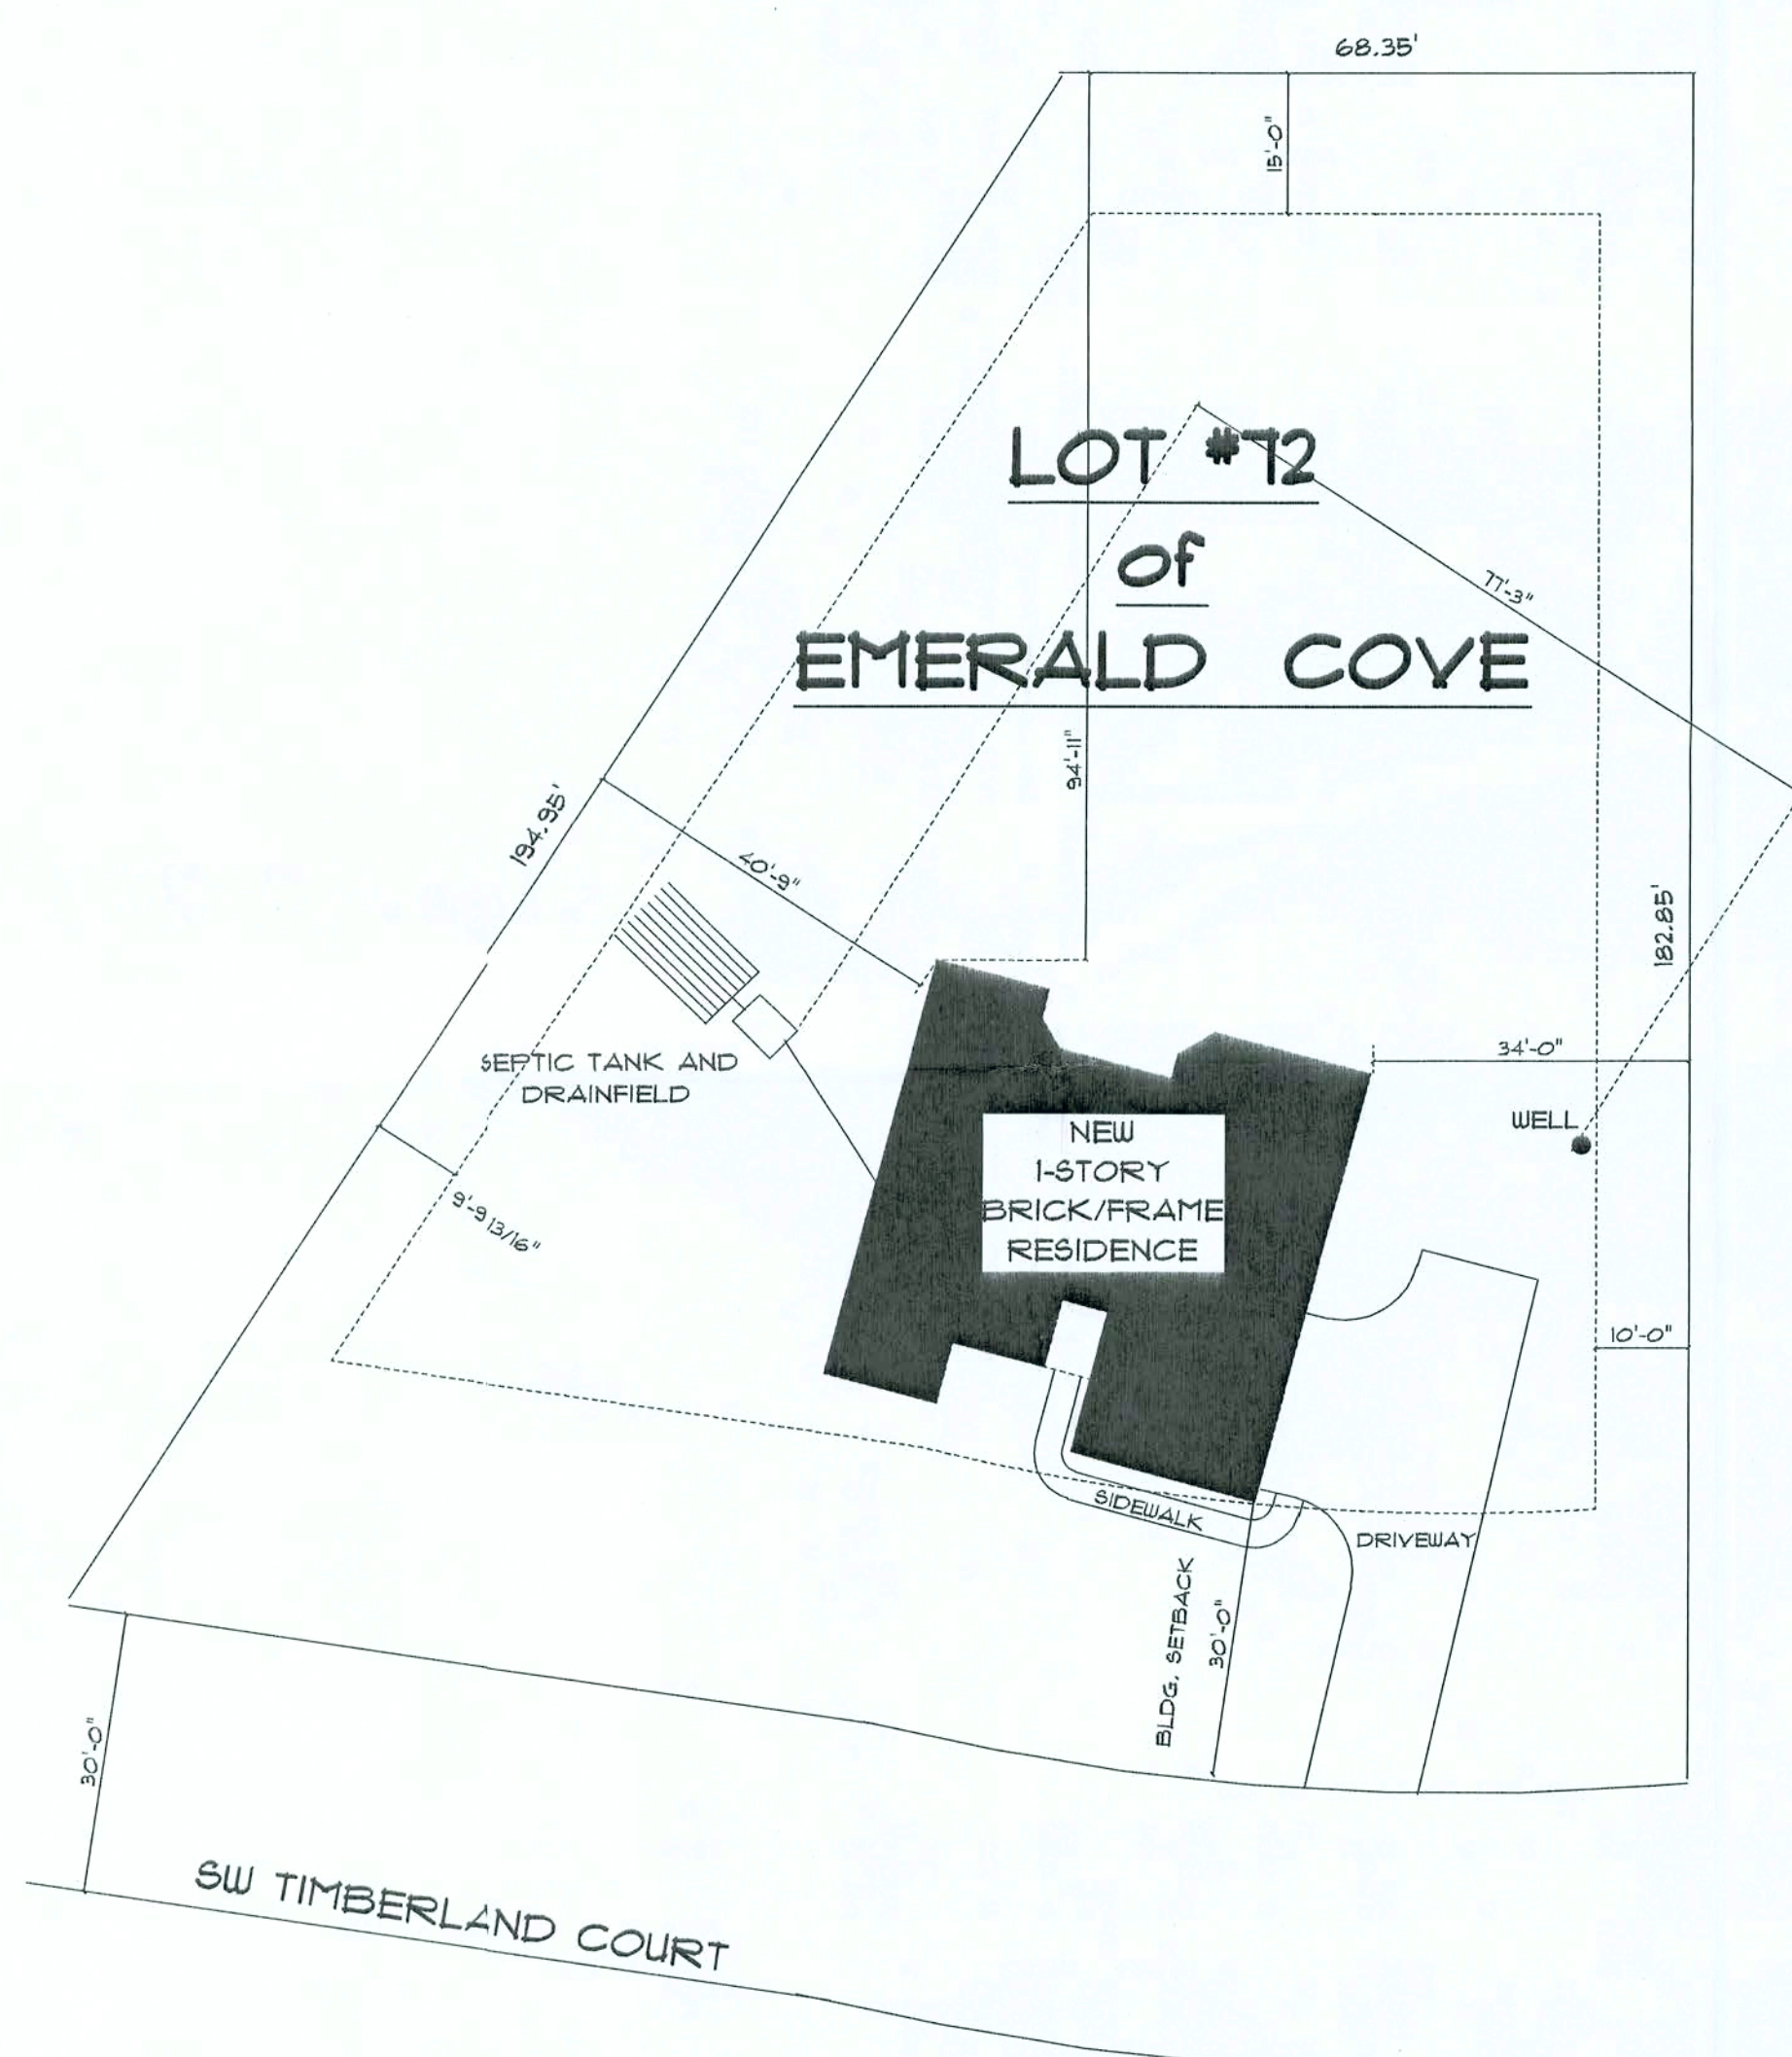 68.35'
15'-0"
LOT #72
of
EMERALD COVE
77'-3"
94'-11"
194.95'
40'-9"
182.85'
SEPTIC TANK AND
DRAINFIELD
34'-0"
WELL
NEW
1-STORY
BRICK/FRAME
RESIDENCE
9'-9 13/16"
10'-0"
SIDEWALK
DRIVEWAY
BLDG. SETBACK
30'-0"
30'-0"
SW TIMBERLAND COURT